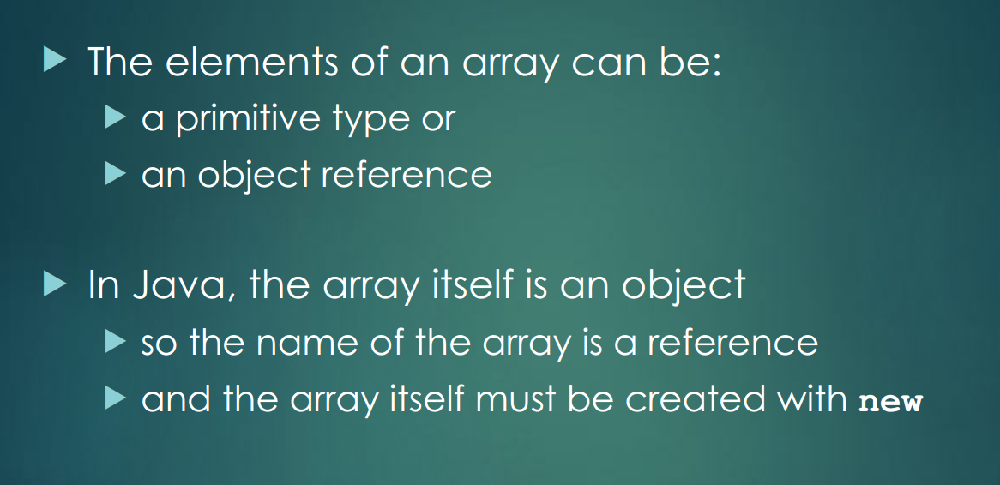 The elements of an array can be:
a primitive type or
an object reference
In Java, the array itself is an object
so the name of the array is a reference
and the array itself must be created with new